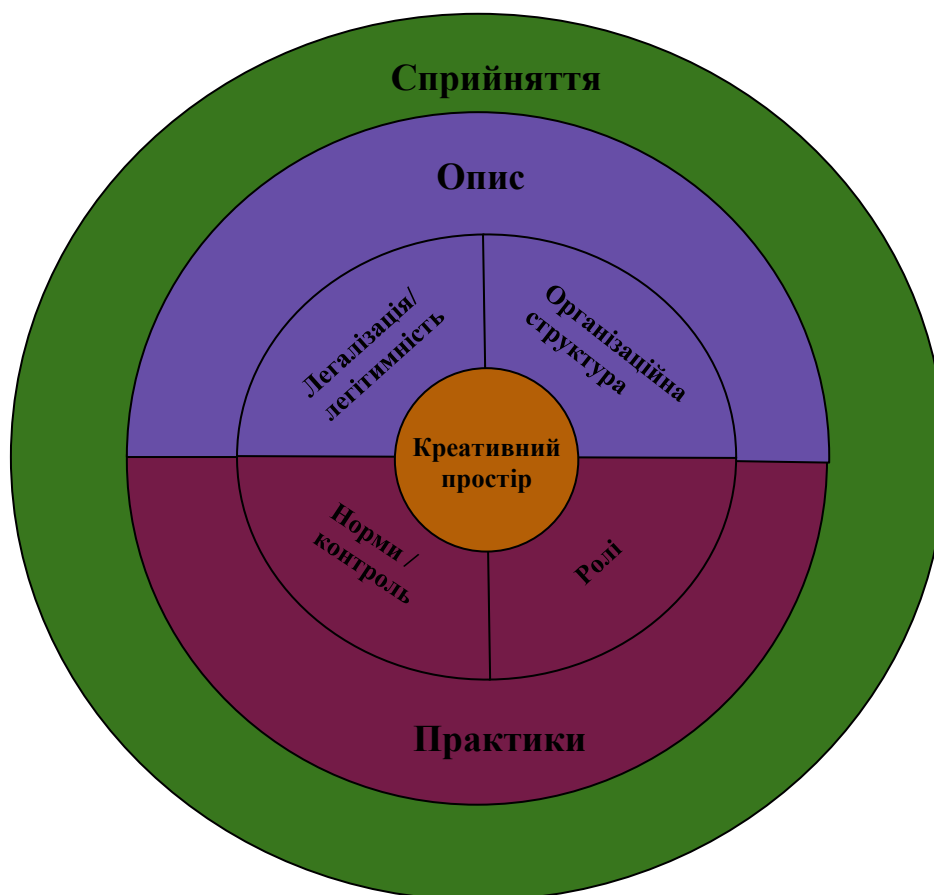 Сприйняття
Опис
Легалізація/
легітимність
Організаційна
структура
Креативний
простір
Норми /
контроль
Ролі
Практики